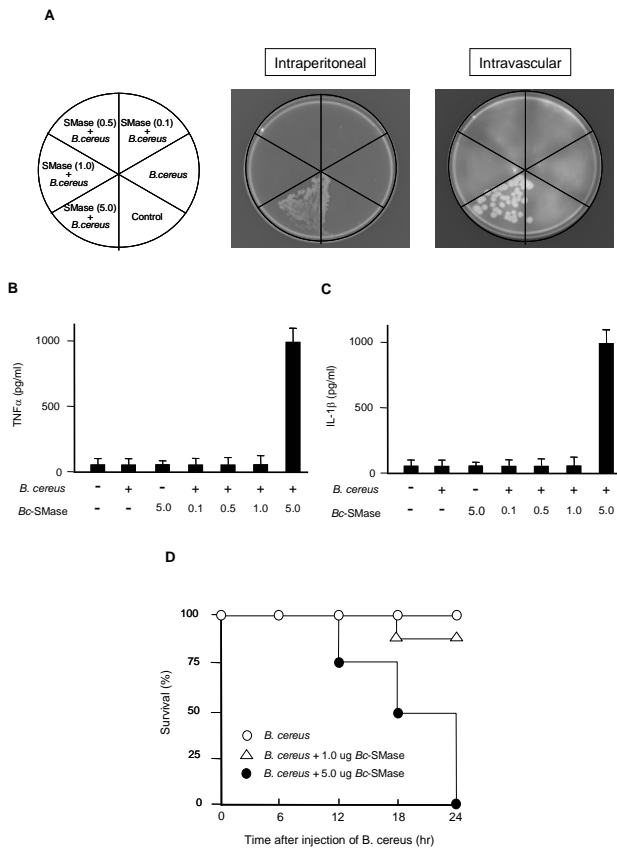 A
Intraperitoneal
Intravascular
SMase (0.5)
+
B.cereus
SMase (0.1)
+
B.cereus
SMase (1.0)
+
B.cereus
B.cereus
SMase (5.0)
+
B.cereus
Control
B
TNFα (pg/ml)
1000
500
0
B. cereus - + - + + + +
Bc-SMase - - 5.0 0.1 0.5 1.0 5.0
C
IL-1β (pg/ml)
1000
500
0
B. cereus - + - + + + +
Bc-SMase - - 5.0 0.1 0.5 1.0 5.0
D
Survival (%)
100
75
50
25
0
B. cereus
B. cereus + 1.0 ug Bc-SMase
B. cereus + 5.0 ug Bc-SMase
0 6 12 18 24
Time after injection of B. cereus (hr)